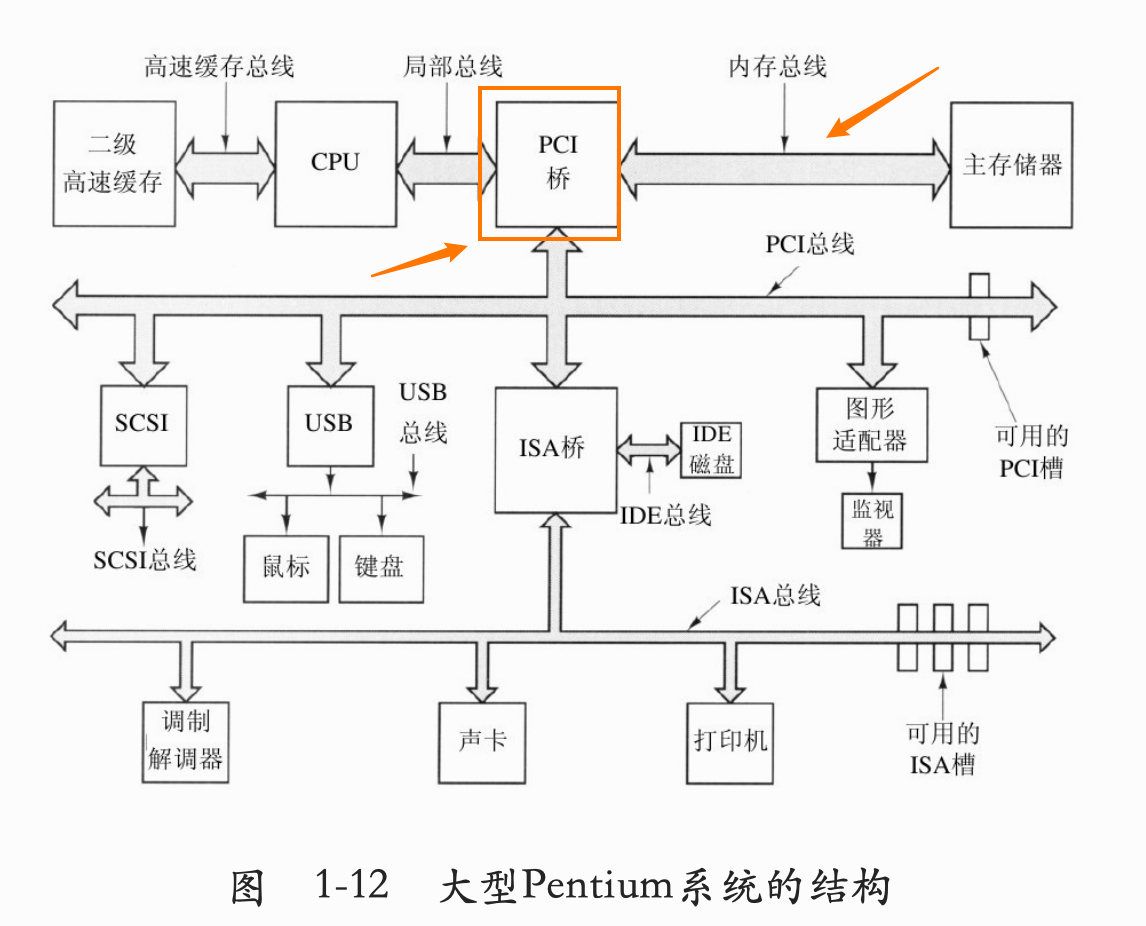 高速缓存总线
局部总线
内存总线
二级
高速缓存
CPU
PCI
桥
主存储器
PCI总线
SCSI
USB
USB
总线
ISA桥
IDE
磁盘
图形
适配器
可用的
PCI槽
IDE总线
监视
器
SCSI总线
鼠标
键盘
ISA总线
调制
解调器
声卡
打印机
可用的
ISA槽
图 1-12 大型Pentium系统的结构